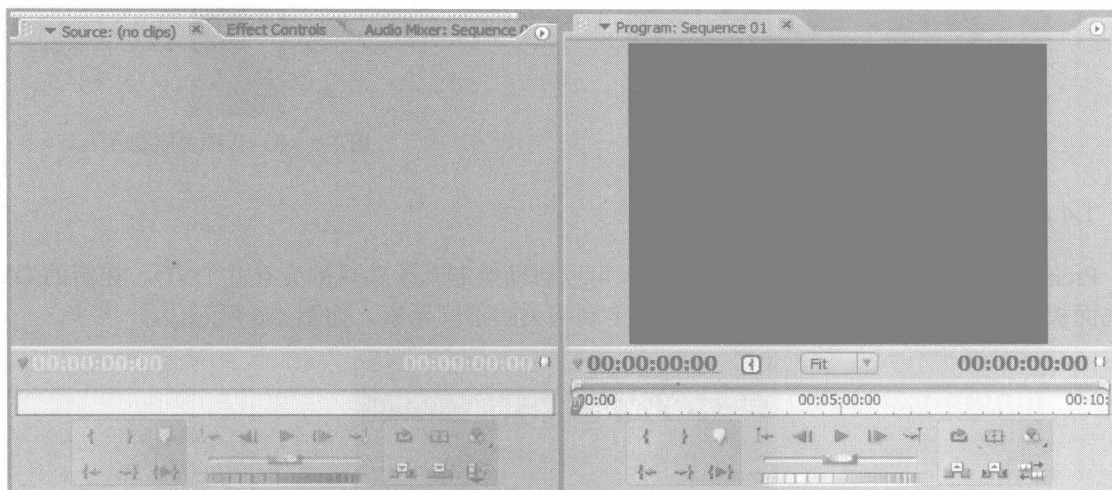 Source: (no clips) Effect Controls Audio Mixer: Sequence
Program: Sequence 01
00:00:00:00 00:00:00:00
00:00:00:00 Fit 00:00:00:00
00:00 00:05:00:00 00:10: